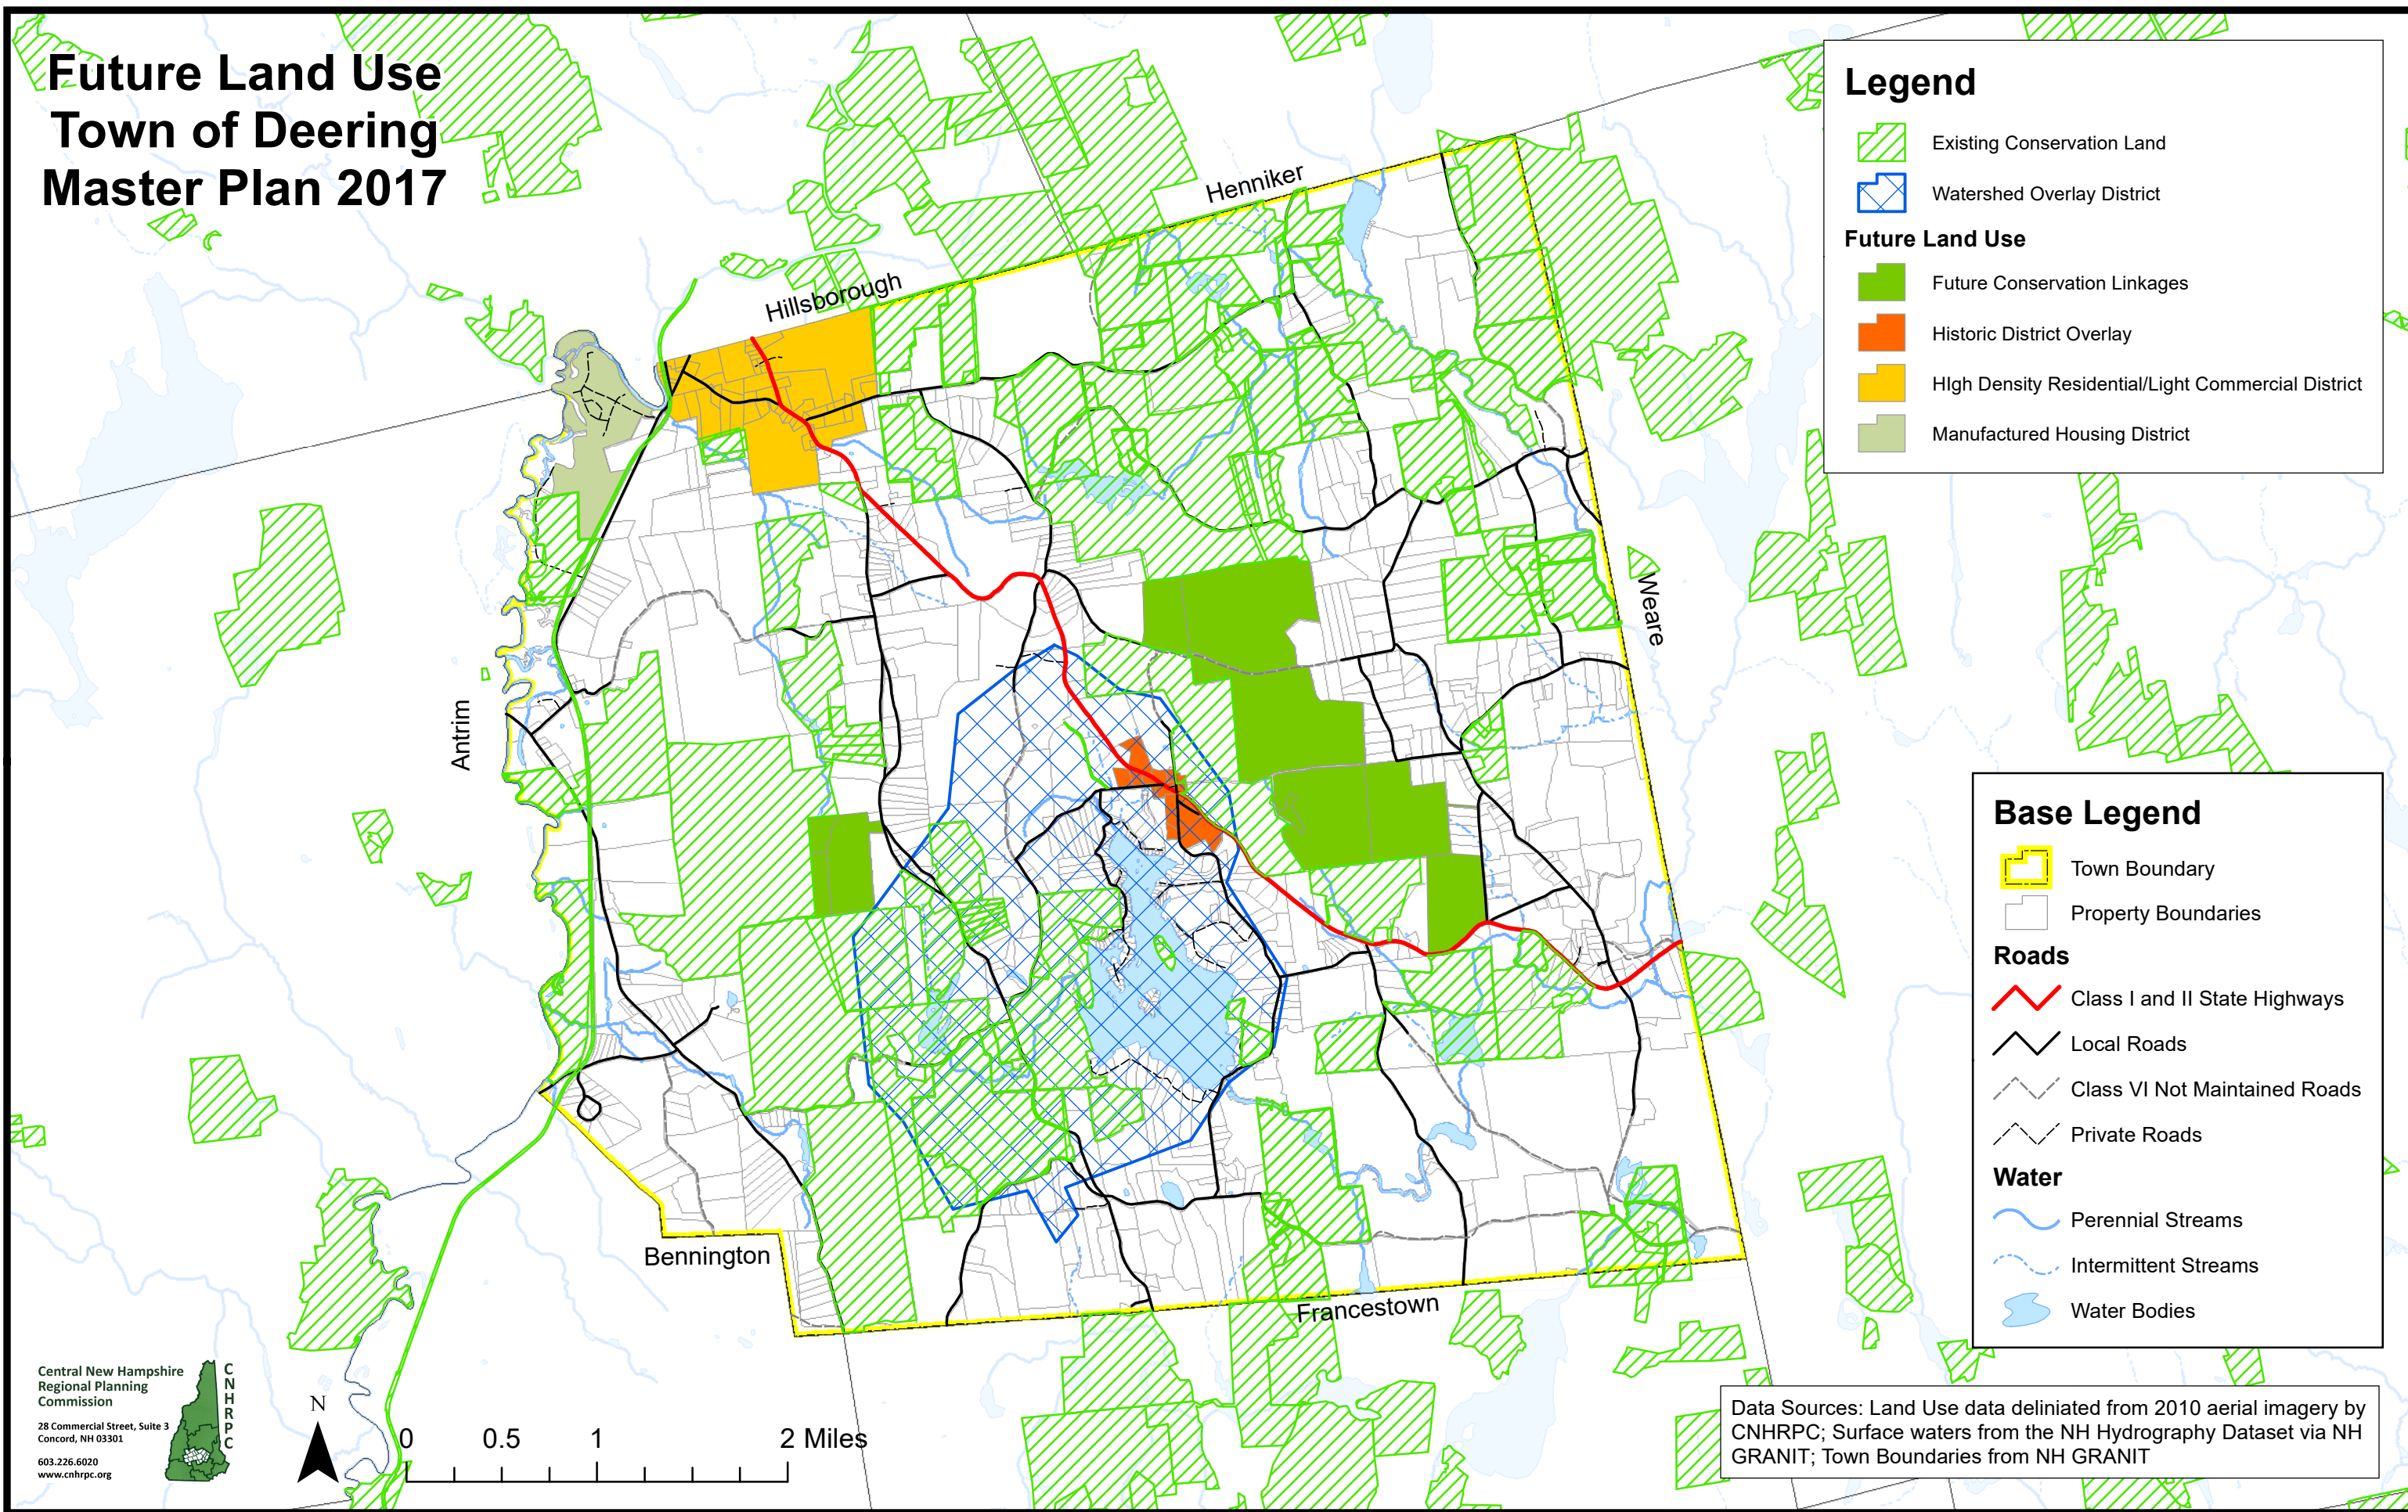 Future Land Use
Town of Deering
Master Plan 2017
Legend
Existing Conservation Land
Watershed Overlay District
Future Land Use
Future Conservation Linkages
Historic District Overlay
HIgh Density Residential/Light Commercial District
Manufactured Housing District
Henniker
Hillsborough
Weare
Antrim
Bennington
Francestown
Base Legend
Town Boundary
Property Boundaries
Roads
Class I and II State Highways
Local Roads
Class VI Not Maintained Roads
Private Roads
Water
Perennial Streams
Intermittent Streams
Water Bodies
Central New Hampshire
Regional Planning
Commission
28 Commercial Street, Suite 3
Concord, NH 03301
603.226.6020
www.cnhrpc.org
CNHRPC
N
0 0.5 1 2 Miles
Data Sources: Land Use data deliniated from 2010 aerial imagery by
CNHRPC; Surface waters from the NH Hydrography Dataset via NH
GRANIT; Town Boundaries from NH GRANIT